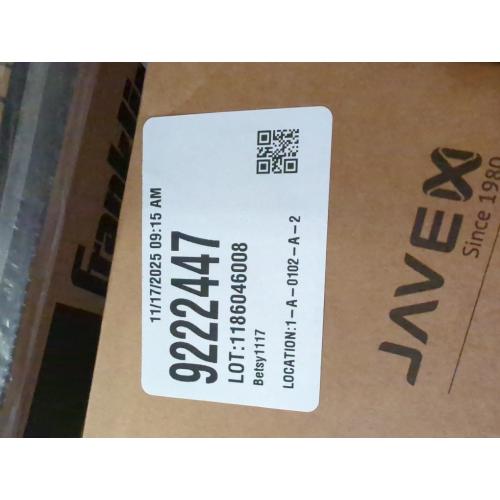 11/17/2025 09:15 AM
9222447
LOT:1186046008
Betsy1117
LOCATION:1-A-0102-A-2
JAVEX
Since 1980